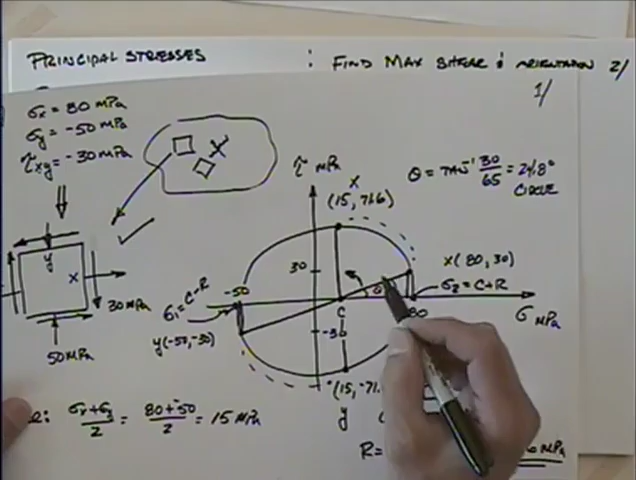 PRINCIPAL STRESSES : FIND MAX SHEAR & ORIENTATION 2/
1/
σx = 80 MPa
σy = -50 MPa
τxy = -30 MPa
τ MPa
θ = TAN⁻¹ 30/65 = 24.8°
CIRCLE
X
(15, 71.6)
X (80, 30)
σ2 = C+R
30
-50
σ1 = C-R
θ
80
σ MPa
C
-30
y(-50,-30)
y
X
30 MPa
50 MPa
(15, -71.
y
: σx+σy/2 = 80+-50/2 = 15 MPa
R=
MPa